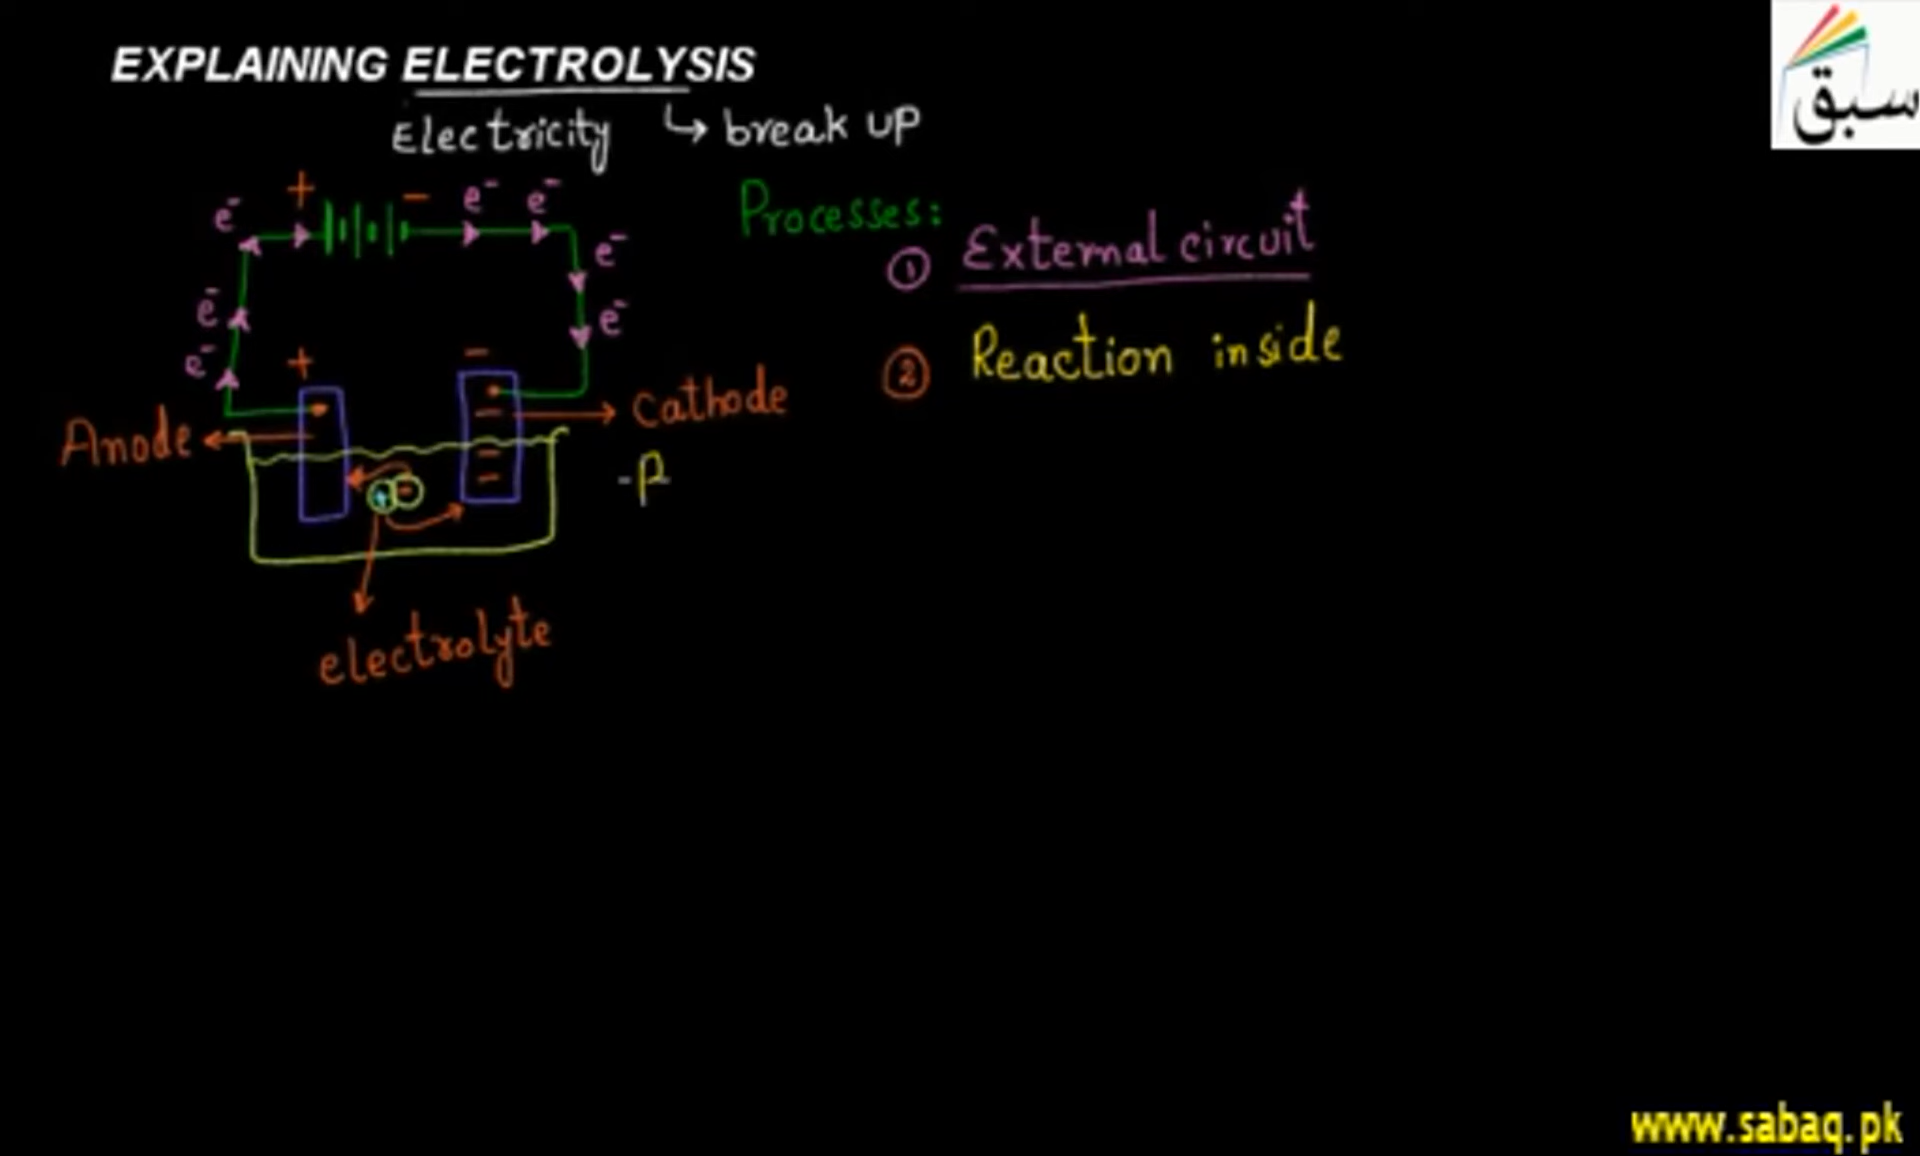 EXPLAINING ELECTROLYSIS
سبق
Electricity ↳ break up
+ - e⁻ e⁻
e⁻
Processes:
① External circuit
e⁻
e⁻ e⁻
② Reaction inside
e⁻
+ -
Anode
Cathode
-
-
-
+ -
electrolyte
www.sabaq.pk